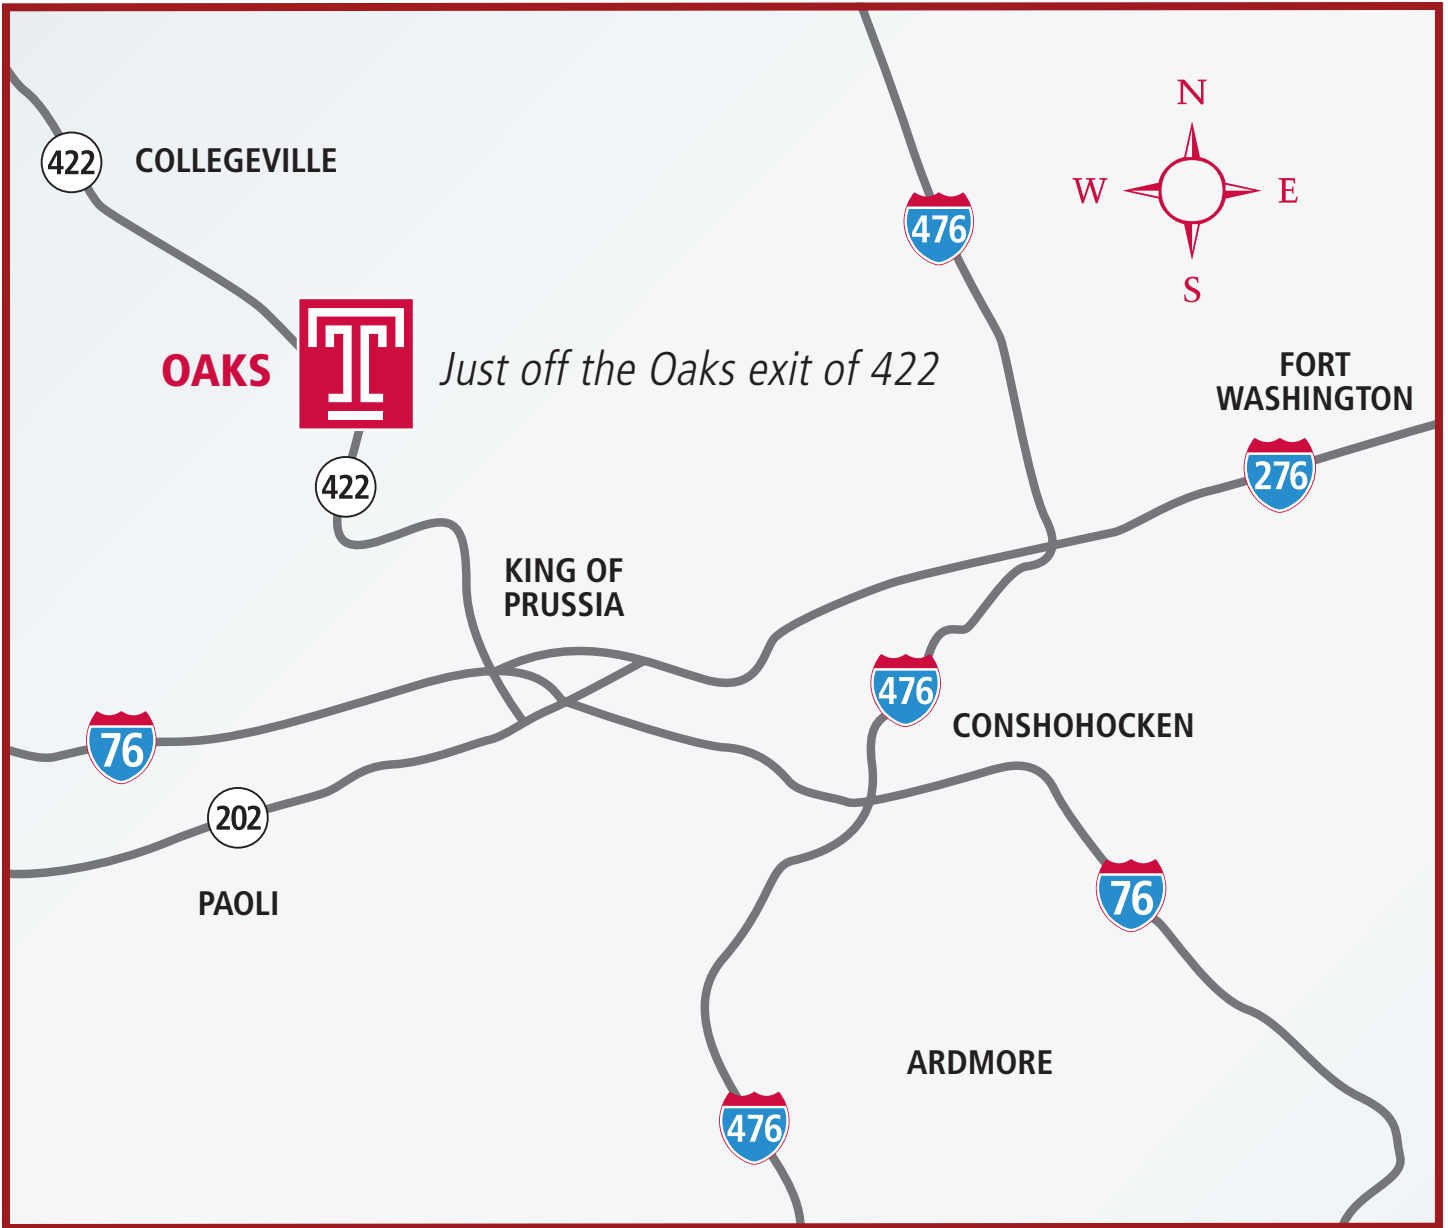 N
W
E
S
422
COLLEGEVILLE
476
OAKS
T
Just off the Oaks exit of 422
FORT
WASHINGTON
276
422
KING OF
PRUSSIA
476
CONSHOHOCKEN
76
202
PAOLI
76
ARDMORE
476